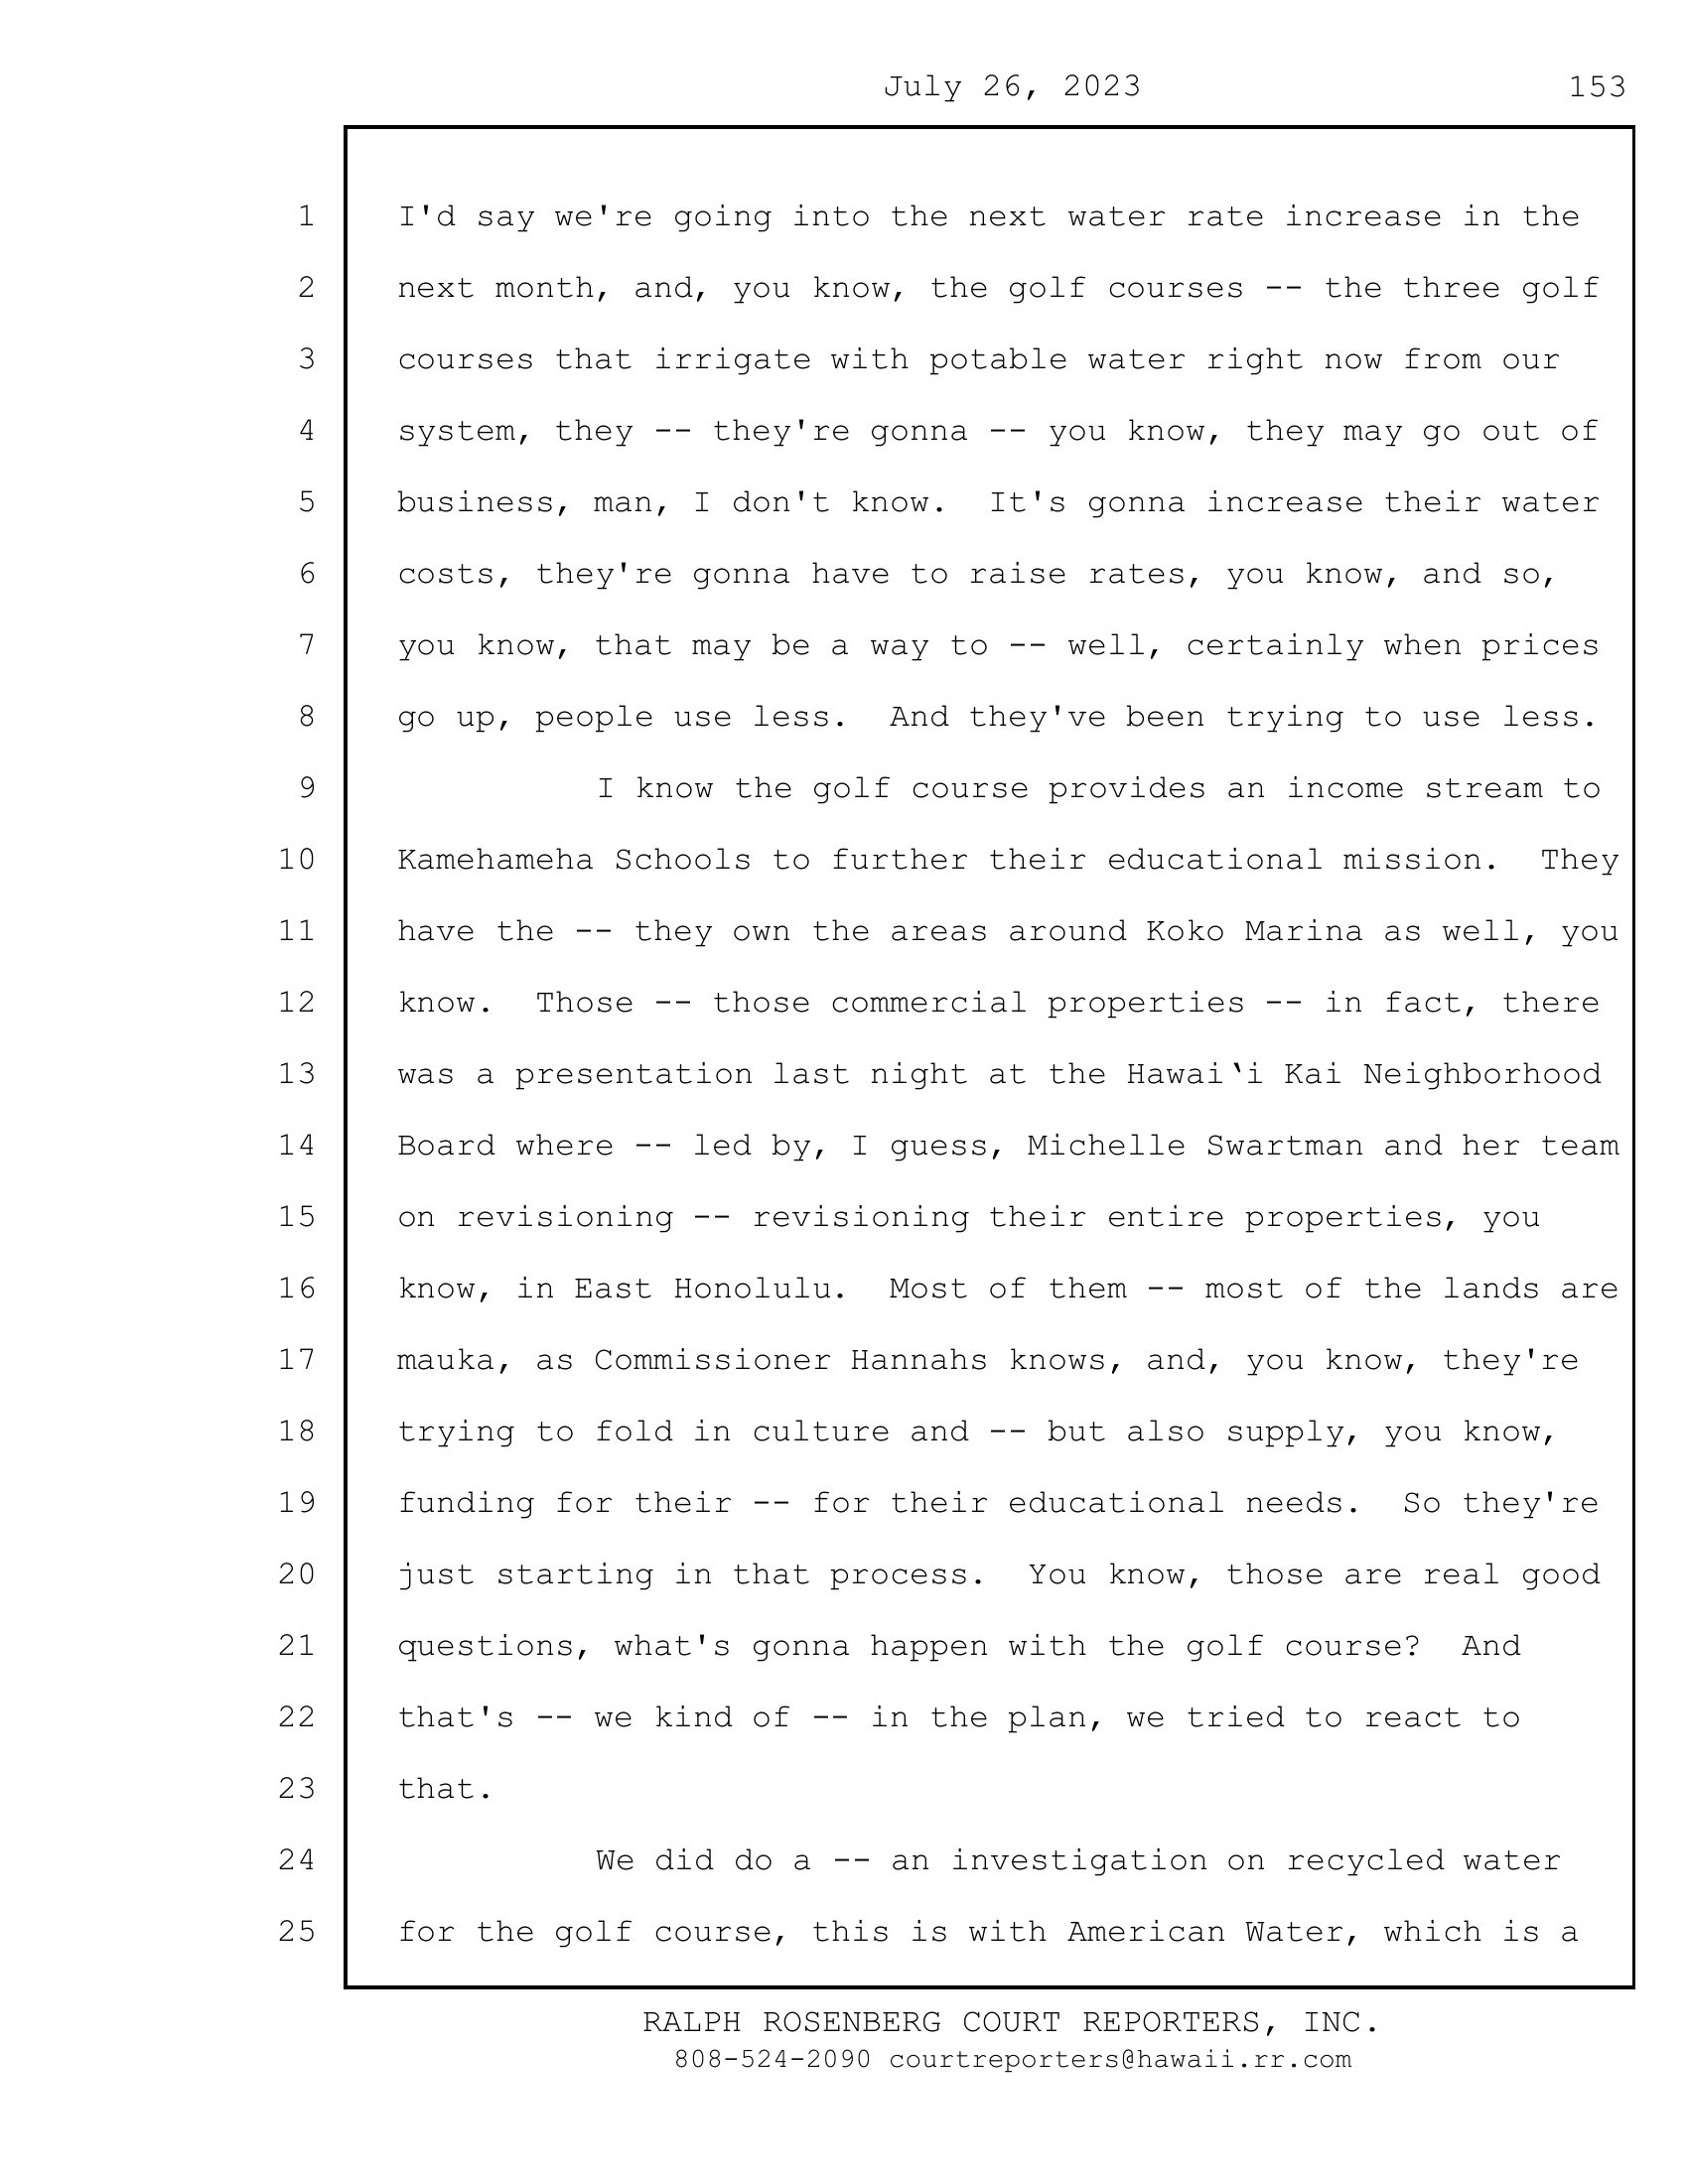 July 26, 2023 153
1 I'd say we're going into the next water rate increase in the
2 next month, and, you know, the golf courses -- the three golf
3 courses that irrigate with potable water right now from our
4 system, they -- they're gonna -- you know, they may go out of
5 business, man, I don't know.  It's gonna increase their water
6 costs, they're gonna have to raise rates, you know, and so,
7 you know, that may be a way to -- well, certainly when prices
8 go up, people use less.  And they've been trying to use less.
9 I know the golf course provides an income stream to
10 Kamehameha Schools to further their educational mission.  They
11 have the -- they own the areas around Koko Marina as well, you
12 know.  Those -- those commercial properties -- in fact, there
13 was a presentation last night at the Hawai‘i Kai Neighborhood
14 Board where -- led by, I guess, Michelle Swartman and her team
15 on revisioning -- revisioning their entire properties, you
16 know, in East Honolulu.  Most of them -- most of the lands are
17 mauka, as Commissioner Hannahs knows, and, you know, they're
18 trying to fold in culture and -- but also supply, you know,
19 funding for their -- for their educational needs.  So they're
20 just starting in that process.  You know, those are real good
21 questions, what's gonna happen with the golf course?  And
22 that's -- we kind of -- in the plan, we tried to react to
23 that.
24 We did do a -- an investigation on recycled water
25 for the golf course, this is with American Water, which is a
RALPH ROSENBERG COURT REPORTERS, INC.
808-524-2090 courtreporters@hawaii.rr.com